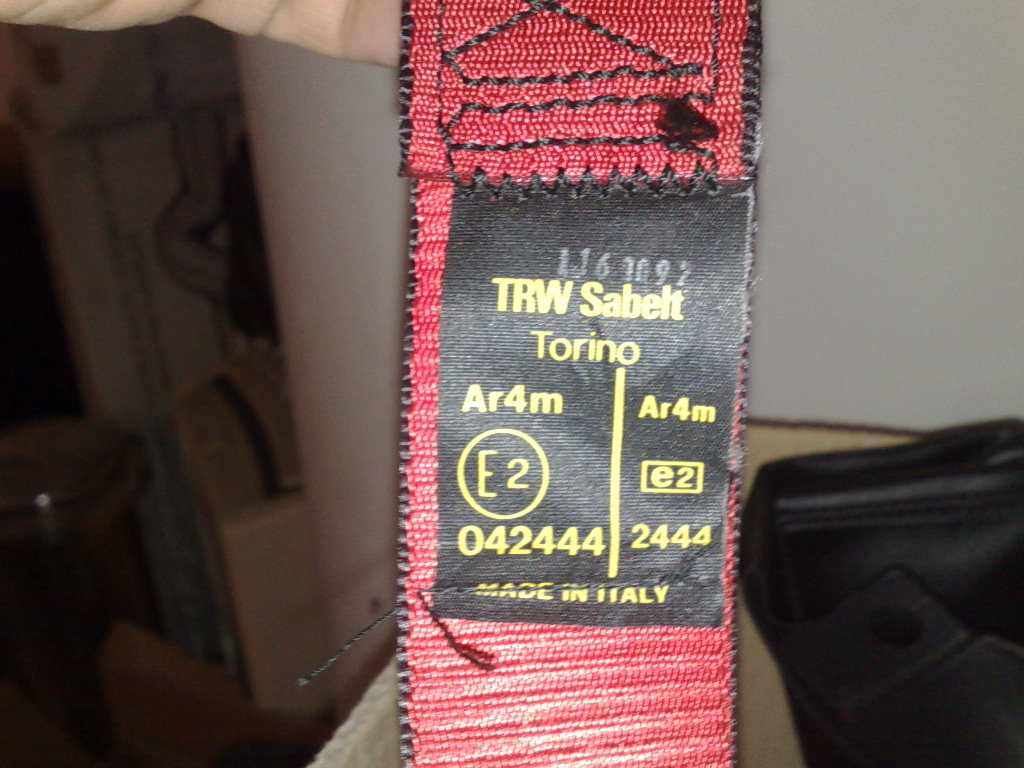 TRW Sabelt
Torino
Ar4m Ar4m
E2 e2
042444 2444
MADE IN ITALY